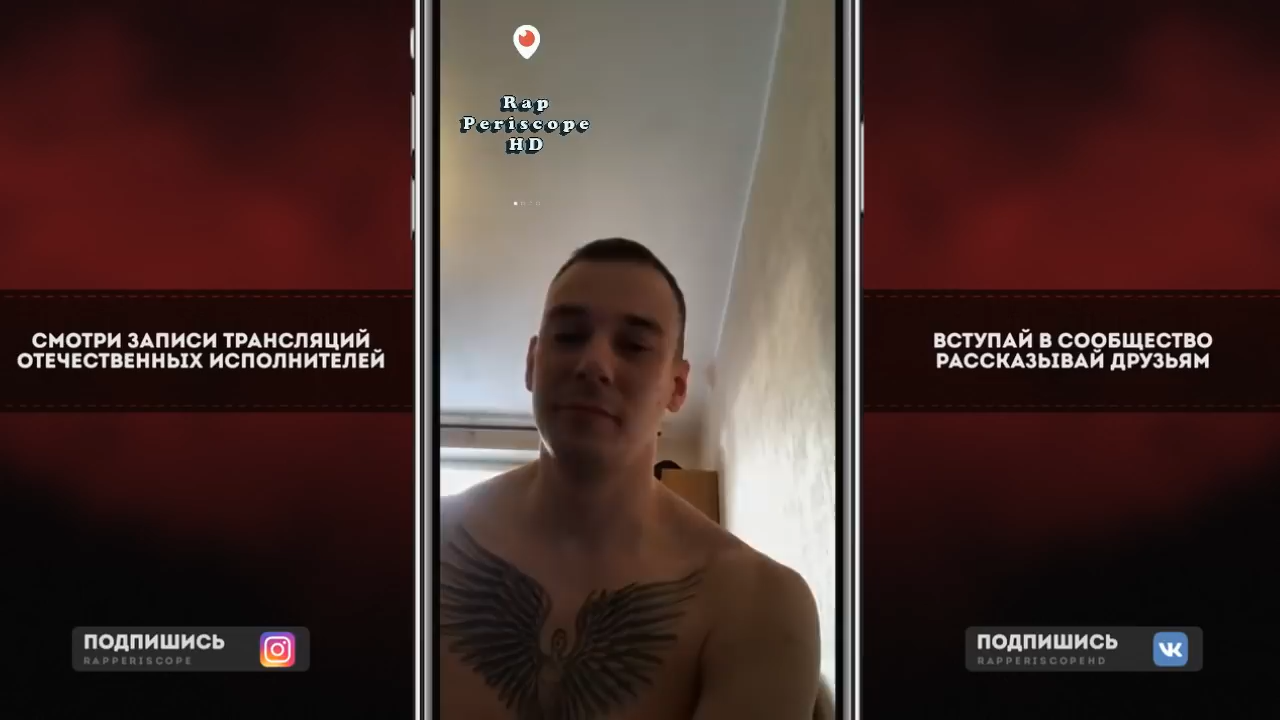 Rap
Periscope
HD
СМОТРИ ЗАПИСИ ТРАНСЛЯЦИЙ
ОТЕЧЕСТВЕННЫХ ИСПОЛНИТЕЛЕЙ
ВСТУПАЙ В СООБЩЕСТВО
РАССКАЗЫВАЙ ДРУЗЬЯМ
ПОДПИШИСЬ
RAPPERISCOPE
ПОДПИШИСЬ
RAPPERISCOPEHD